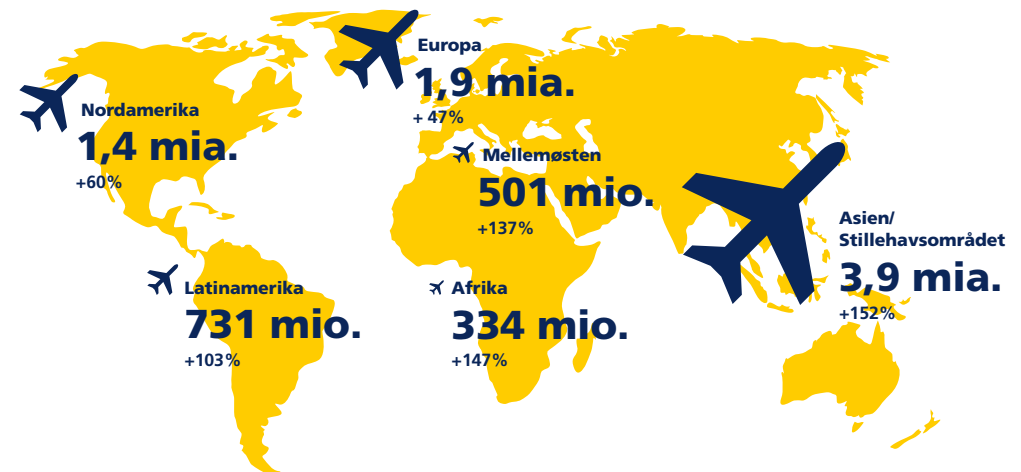 Europa
1,9 mia.
+ 47%
Nordamerika
1,4 mia.
+60%
Mellemøsten
501 mio.
+137%
Asien/
Stillehavsområdet
3,9 mia.
+152%
Latinamerika
731 mio.
+103%
Afrika
334 mio.
+147%